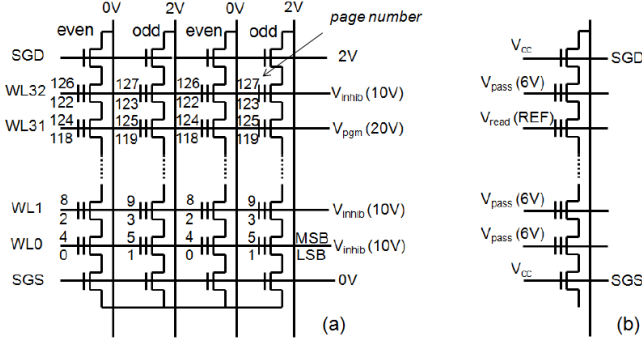 0V 2V 0V 2V
even odd even odd
page number
SGD 2V
WL32 126 127 126 127 Vinhib (10V)
122 123 122 123
WL31 124 125 124 125 Vpgm (20V)
118 119 118 119
WL1 8 9 8 9 Vinhib (10V)
2 3 2 3
WL0 4 5 4 5 MSB Vinhib (10V)
0 1 0 1 LSB
SGS 0V
(a)
Vcc SGD
Vpass (6V)
Vread (REF)
Vpass (6V)
Vpass (6V)
Vcc SGS
(b)